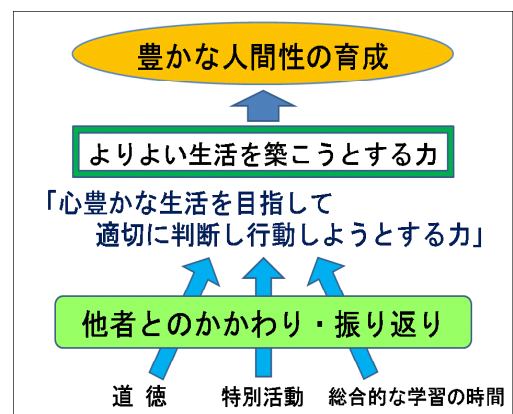 豊かな人間性の育成
よりよい生活を築こうとする力
「心豊かな生活を目指して
適切に判断し行動しようとする力」
他者とのかかわり・振り返り
道徳 特別活動 総合的な学習の時間